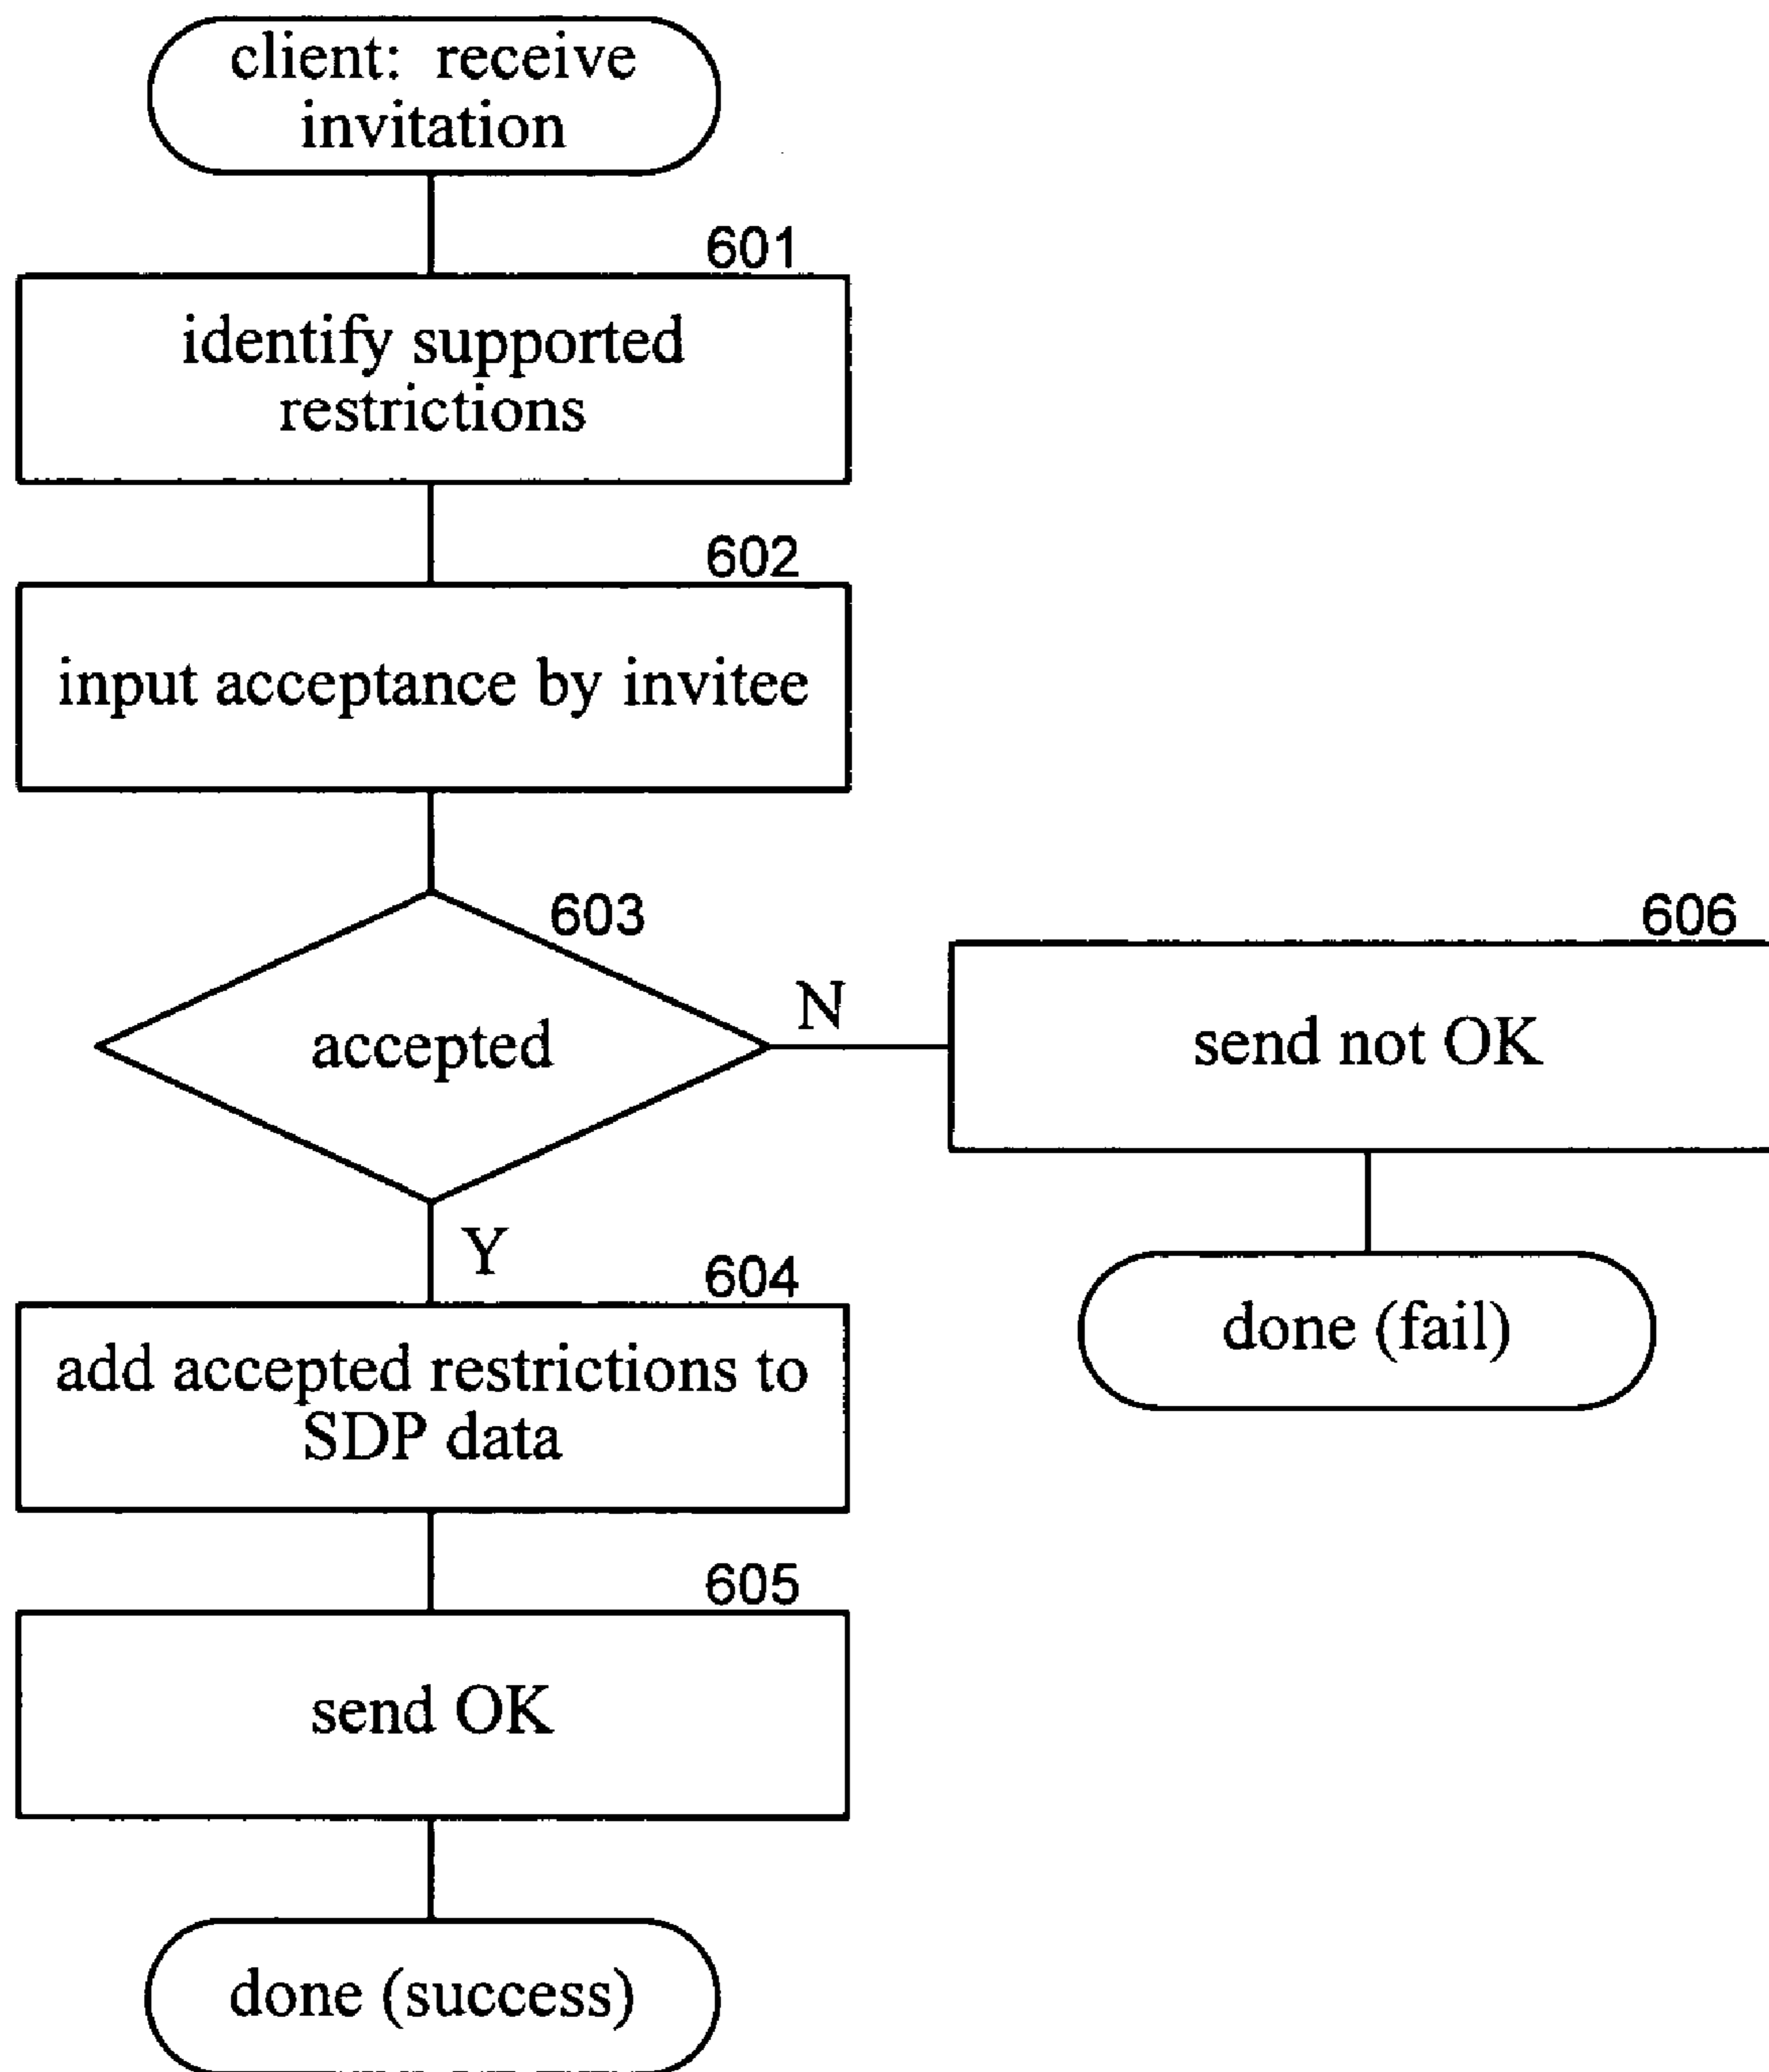 client: receive
invitation
601
identify supported
restrictions
602
input acceptance by invitee
603
accepted
N
606
send not OK
done (fail)
Y
604
add accepted restrictions to
SDP data
605
send OK
done (success)